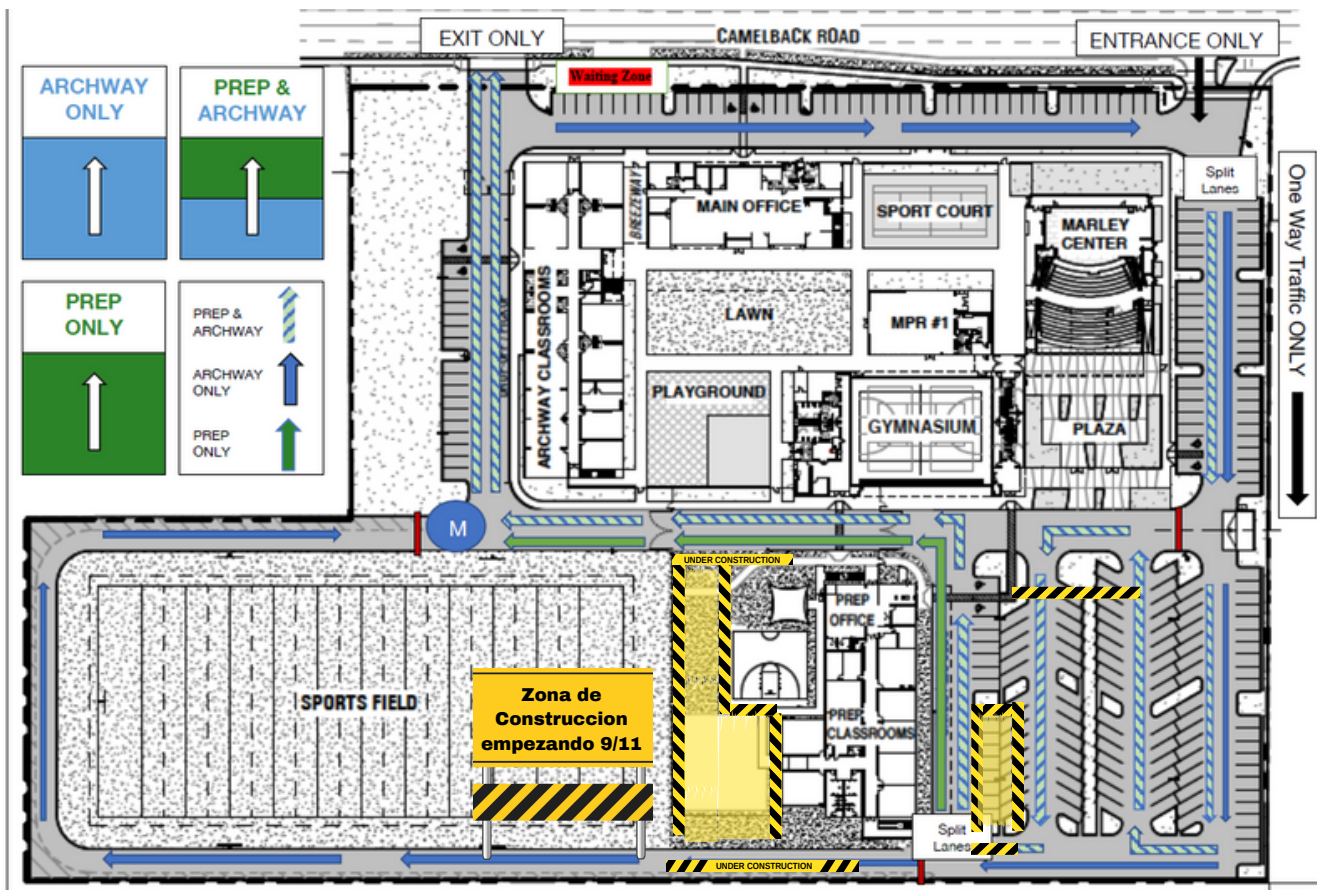 EXIT ONLY
CAMELBACK ROAD
ENTRANCE ONLY
Waiting Zone
ARCHWAY
ONLY
PREP &
ARCHWAY
PREP
ONLY
PREP &
ARCHWAY
ARCHWAY
ONLY
PREP
ONLY
Split
Lanes
One Way Traffic ONLY
BREEZEWAY
MAIN OFFICE
SPORT COURT
MARLEY
CENTER
ARCHWAY CLASSROOMS
LAWN
MPR #1
PLAYGROUND
GYMNASIUM
PLAZA
M
UNDER CONSTRUCTION
PREP
OFFICE
SPORTS FIELD
Zona de
Construccion
empezando 9/11
PREP
CLASSROOMS
Split
Lanes
UNDER CONSTRUCTION